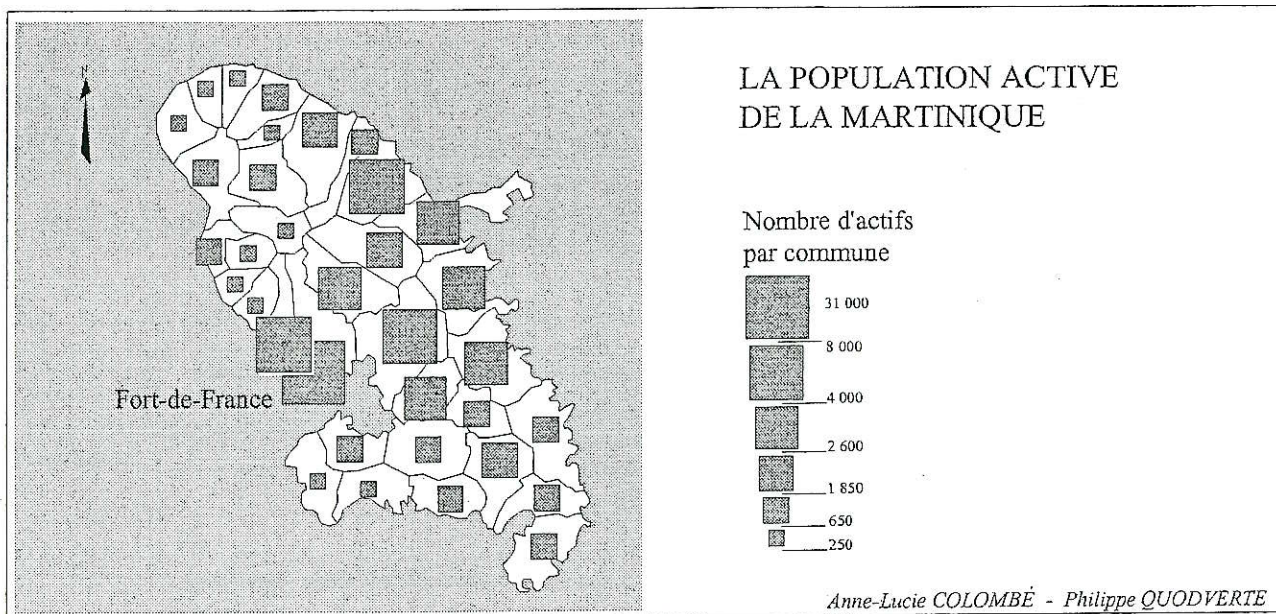 N
LA POPULATION ACTIVE
DE LA MARTINIQUE
Nombre d'actifs
par commune
31 000
8 000
4 000
2 600
1 850
650
250
Fort-de-France
Anne-Lucie COLOMBÉ - Philippe QUODVERTE